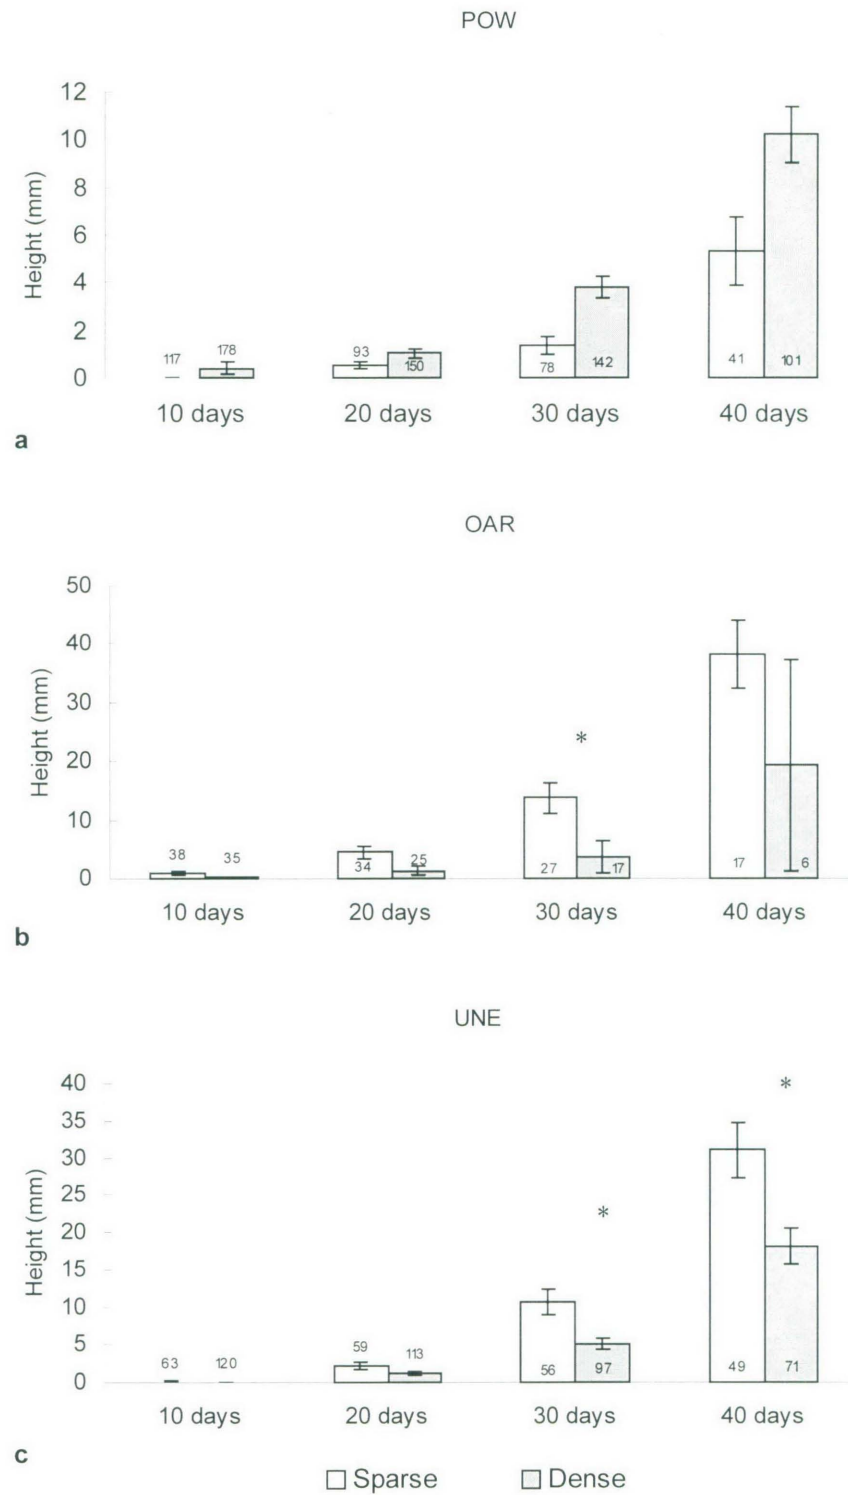 POW
12
10
8
6
4
2
0
Height (mm)
117 178 93 150 78 142 41 101
10 days 20 days 30 days 40 days
a
OAR
50
40
30
20
10
0
Height (mm)
*
38 35 34 25 27 17 17 6
10 days 20 days 30 days 40 days
b
UNE
40
35
30
25
20
15
10
5
0
Height (mm)
* *
63 120 59 113 56 97 49 71
10 days 20 days 30 days 40 days
c
Sparse Dense